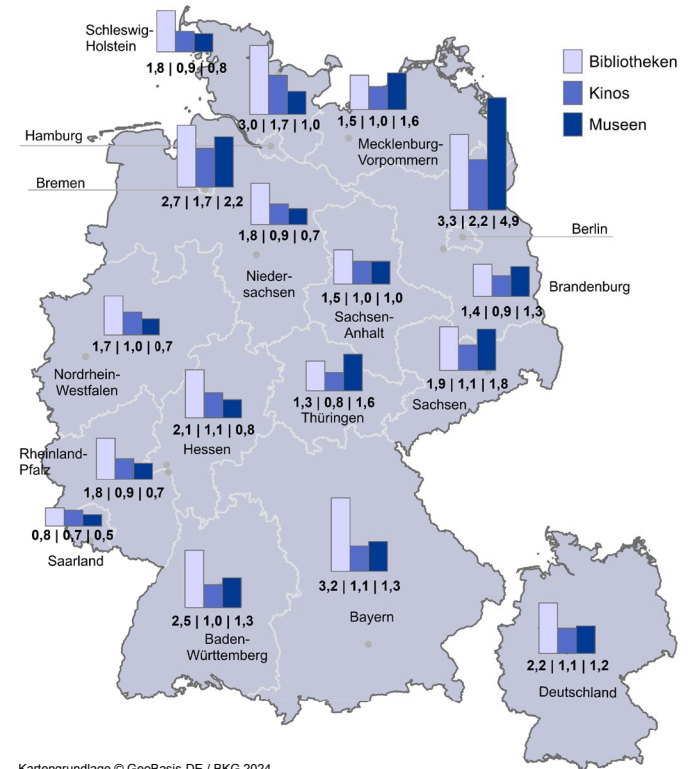 Schleswig-
Holstein
1,8 | 0,9 | 0,8
Bibliotheken
Kinos
Museen
3,0 | 1,7 | 1,0
1,5 | 1,0 | 1,6
Mecklenburg-
Vorpommern
Hamburg
Bremen
2,7 | 1,7 | 2,2
3,3 | 2,2 | 4,9
Berlin
1,8 | 0,9 | 0,7
Nieder-
sachsen
1,5 | 1,0 | 1,0
Sachsen-
Anhalt
Brandenburg
1,4 | 0,9 | 1,3
1,7 | 1,0 | 0,7
Nordrhein-
Westfalen
1,9 | 1,1 | 1,8
Sachsen
1,3 | 0,8 | 1,6
Thüringen
2,1 | 1,1 | 0,8
Hessen
Rheinland-
Pfalz
1,8 | 0,9 | 0,7
0,8 | 0,7 | 0,5
Saarland
3,2 | 1,1 | 1,3
Bayern
2,5 | 1,0 | 1,3
Baden-
Württemberg
2,2 | 1,1 | 1,2
Deutschland
Kartengrundlage © GeoBasis-DE / BKG 2024